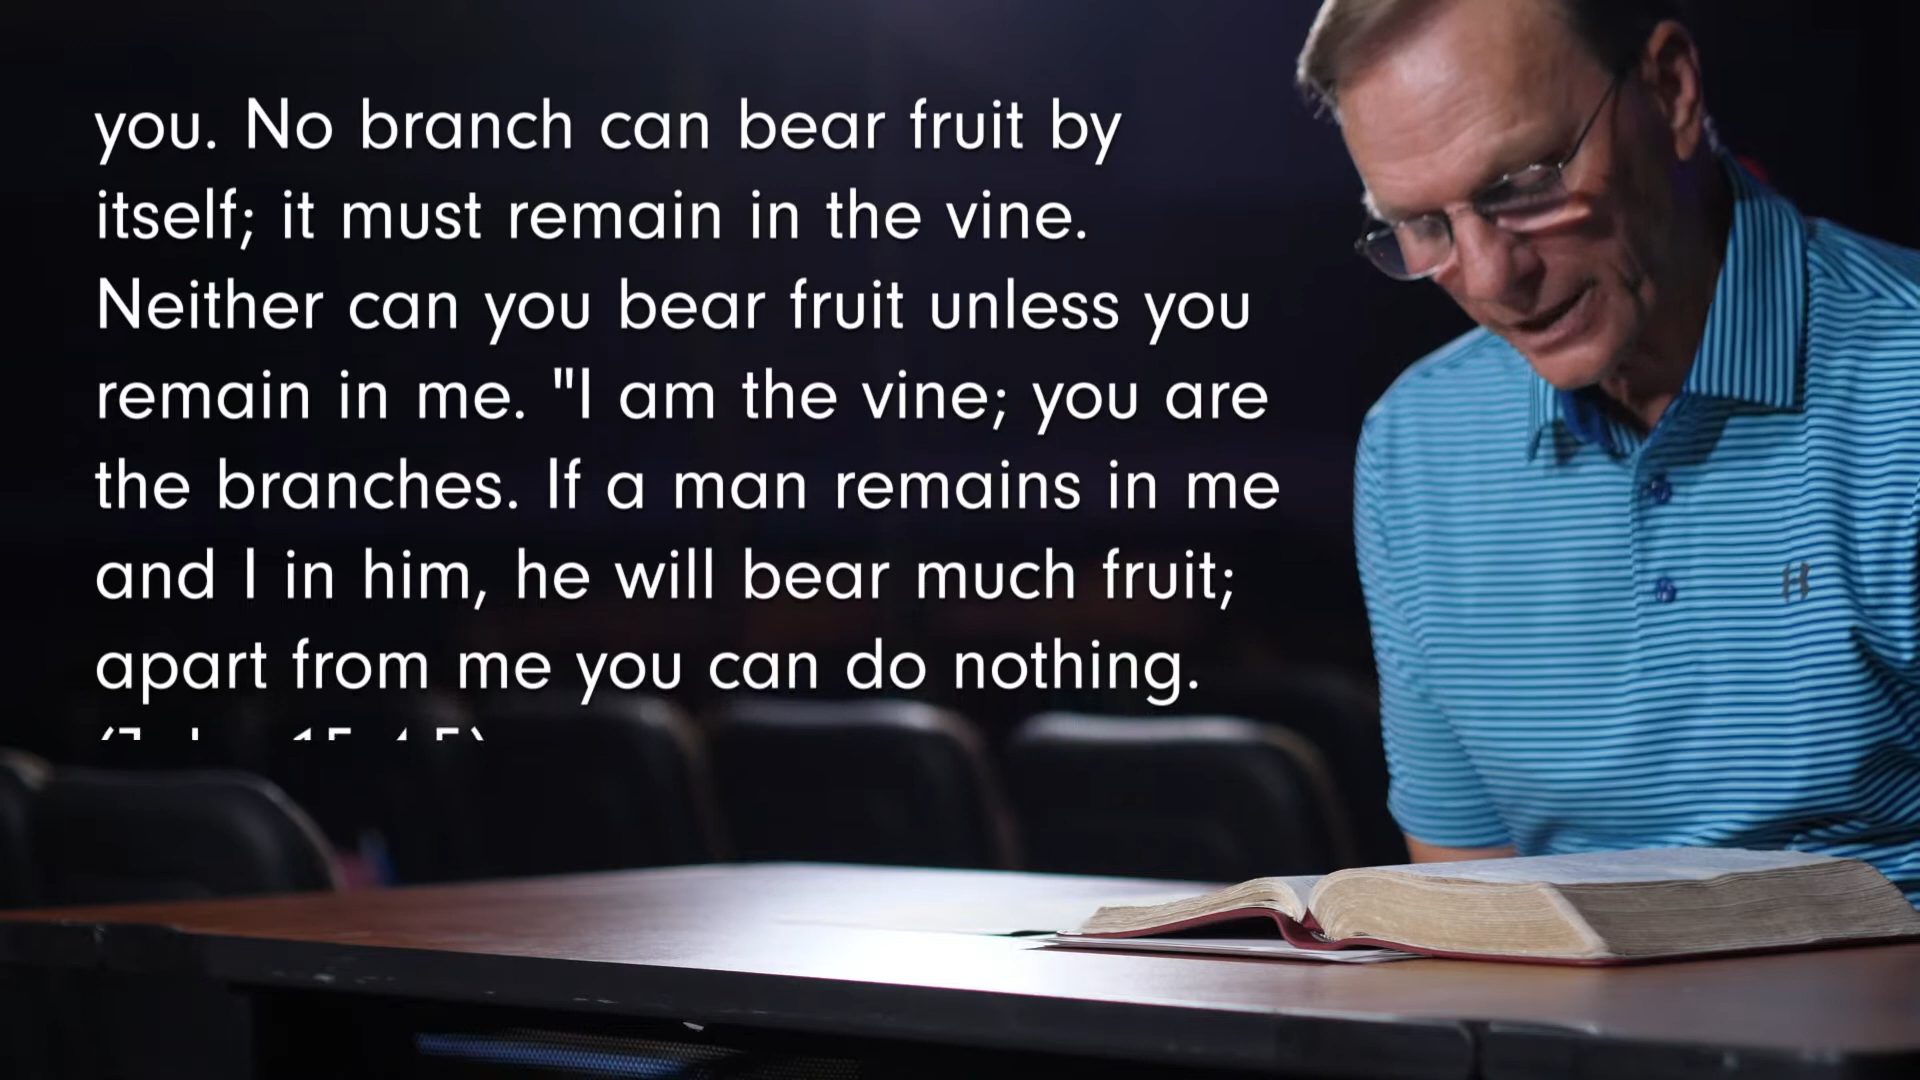 you. No branch can bear fruit by
itself; it must remain in the vine.
Neither can you bear fruit unless you
remain in me. "I am the vine; you are
the branches. If a man remains in me
and I in him, he will bear much fruit;
apart from me you can do nothing.